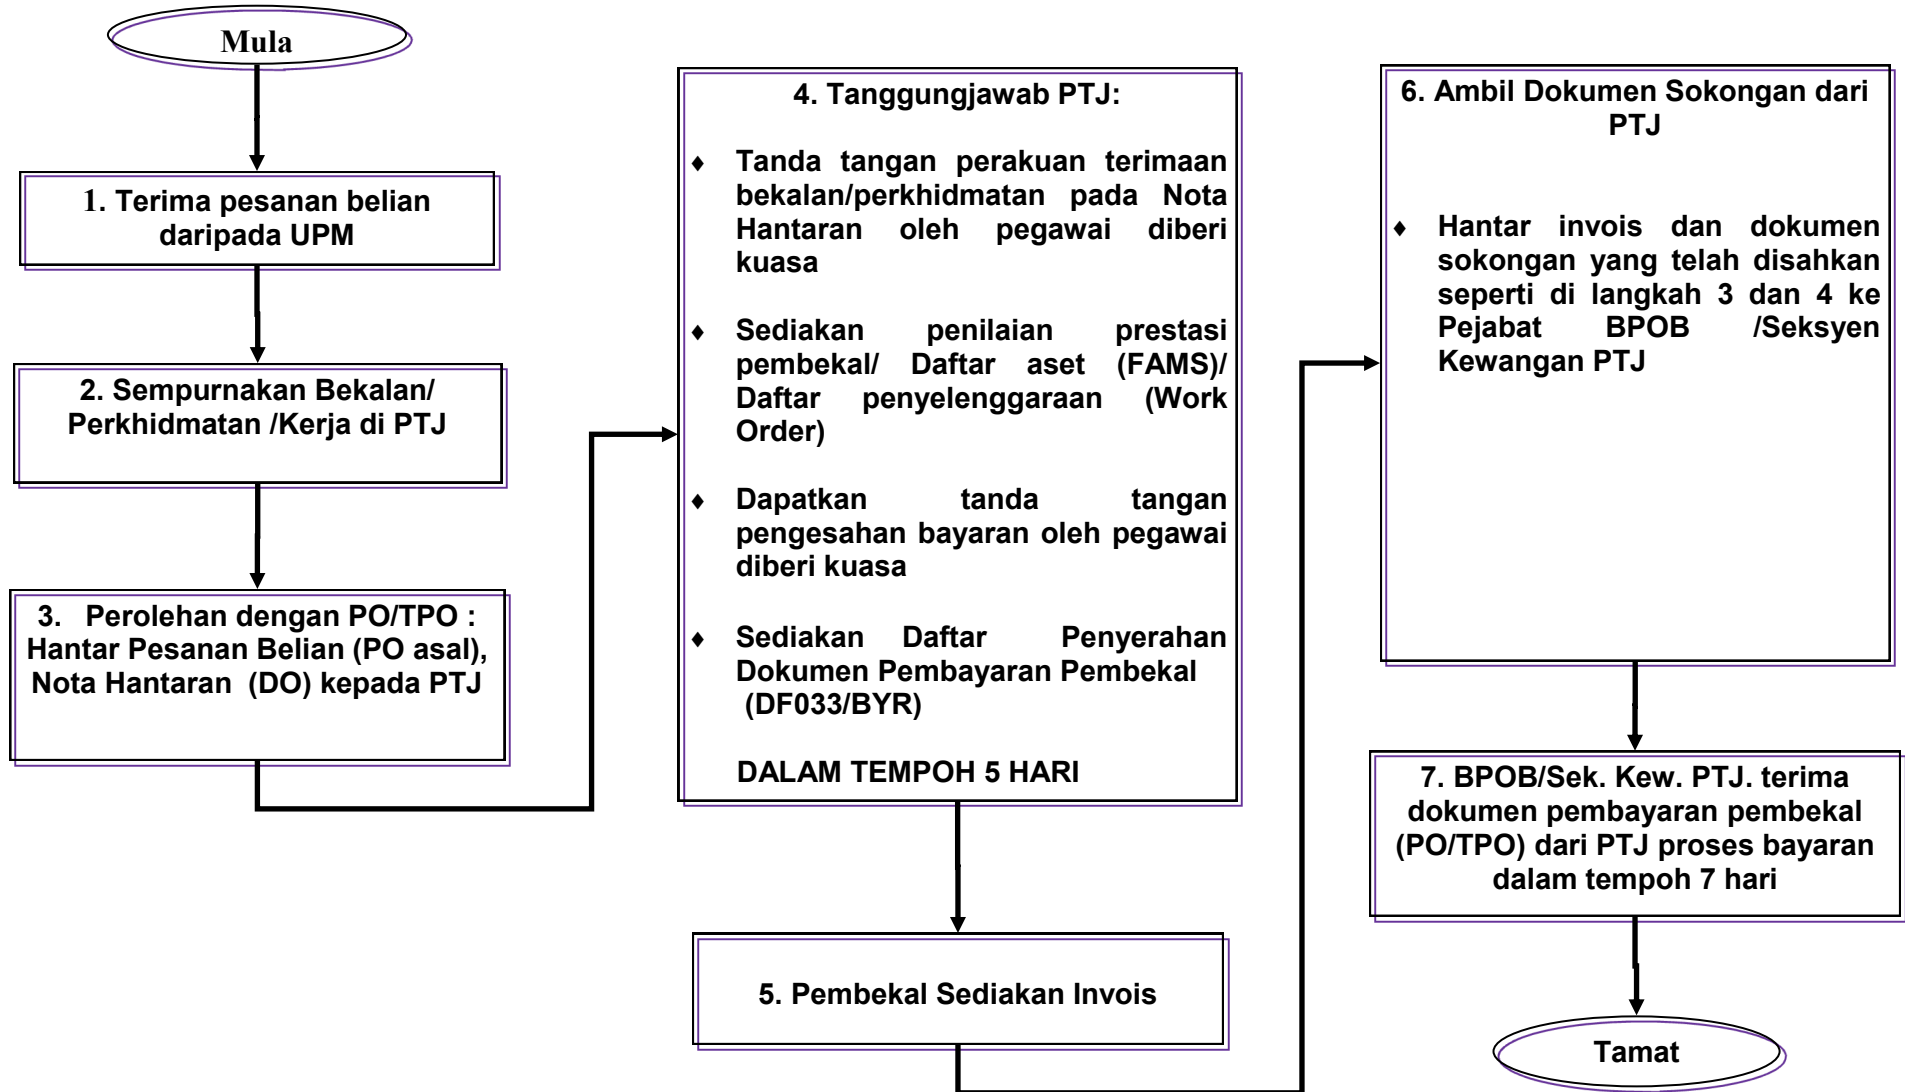 Mula
1. Terima pesanan belian
daripada UPM
2. Sempurnakan Bekalan/
Perkhidmatan /Kerja di PTJ
3. Perolehan dengan PO/TPO :
Hantar Pesanan Belian (PO asal),
Nota Hantaran (DO) kepada PTJ
4. Tanggungjawab PTJ:
♦ Tanda tangan perakuan terimaan
bekalan/perkhidmatan pada Nota
Hantaran oleh pegawai diberi
kuasa
♦ Sediakan penilaian prestasi
pembekal/ Daftar aset (FAMS)/
Daftar penyelenggaraan (Work
Order)
♦ Dapatkan tanda tangan
pengesahan bayaran oleh pegawai
diberi kuasa
♦ Sediakan Daftar Penyerahan
Dokumen Pembayaran Pembekal
(DF033/BYR)
DALAM TEMPOH 5 HARI
5. Pembekal Sediakan Invois
6. Ambil Dokumen Sokongan dari
PTJ
♦ Hantar invois dan dokumen
sokongan yang telah disahkan
seperti di langkah 3 dan 4 ke
Pejabat BPOB /Seksyen
Kewangan PTJ
7. BPOB/Sek. Kew. PTJ. terima
dokumen pembayaran pembekal
(PO/TPO) dari PTJ proses bayaran
dalam tempoh 7 hari
Tamat